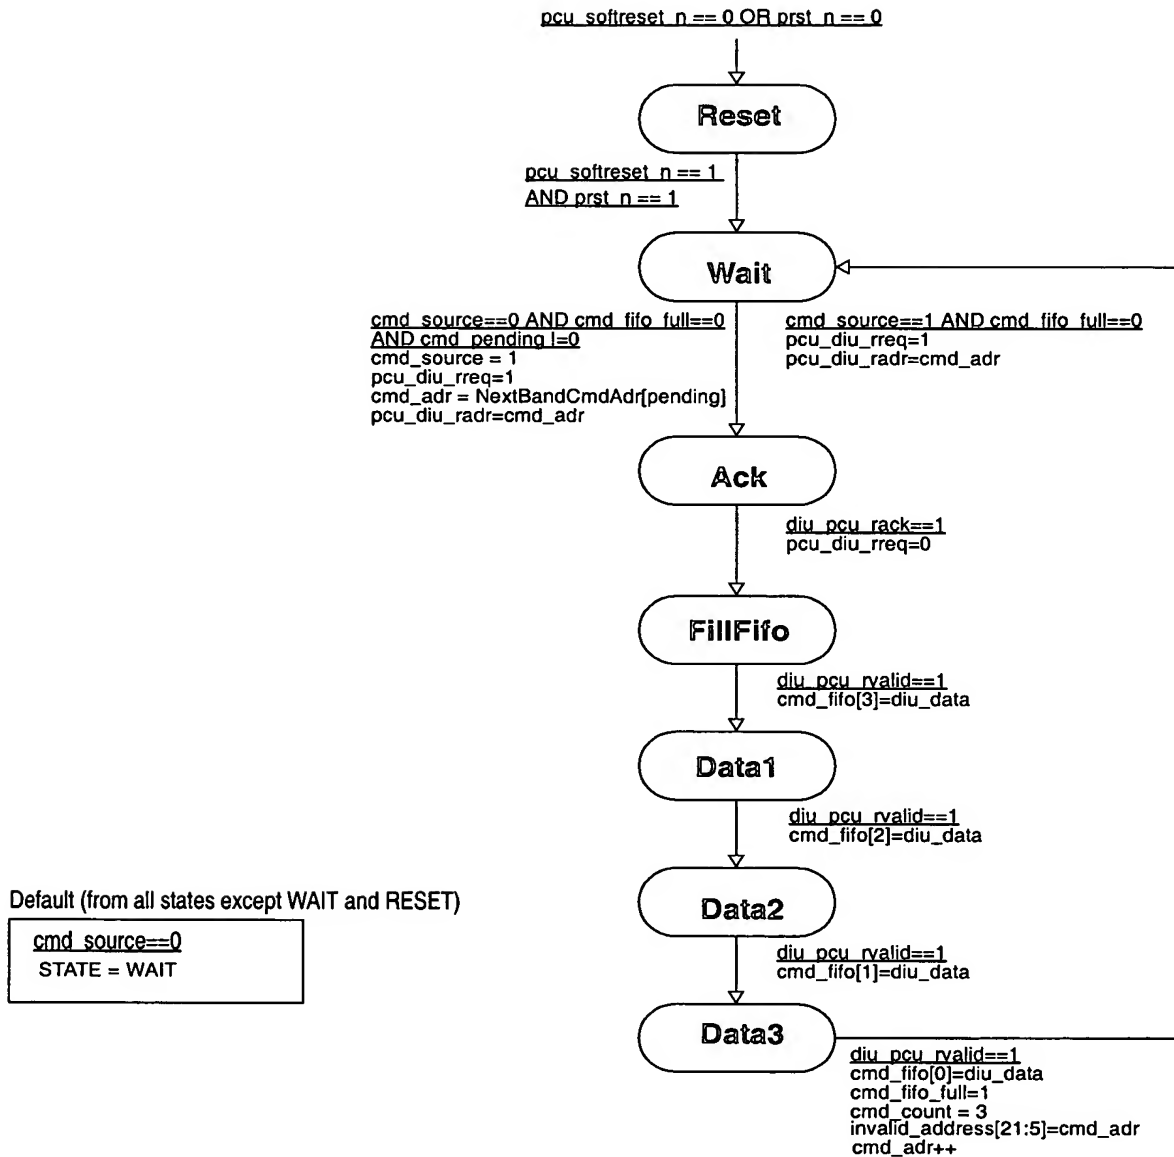 pcu_softreset_n == 0 OR prst_n == 0
Reset
pcu_softreset_n == 1
AND prst_n == 1
Wait
cmd_source==0 AND cmd_fifo_full==0
AND cmd_pending !=0
cmd_source = 1
pcu_diu_rreq=1
cmd_adr = NextBandCmdAdr[pending]
pcu_diu_radr=cmd_adr
cmd_source==1 AND cmd_fifo_full==0
pcu_diu_rreq=1
pcu_diu_radr=cmd_adr
Ack
diu_pcu_rack==1
pcu_diu_rreq=0
FillFifo
diu_pcu_rvalid==1
cmd_fifo[3]=diu_data
Data1
diu_pcu_rvalid==1
cmd_fifo[2]=diu_data
Data2
Default (from all states except WAIT and RESET)
cmd_source==0
STATE = WAIT
diu_pcu_rvalid==1
cmd_fifo[1]=diu_data
Data3
diu_pcu_rvalid==1
cmd_fifo[0]=diu_data
cmd_fifo_full=1
cmd_count = 3
invalid_address[21:5]=cmd_adr
cmd_adr++